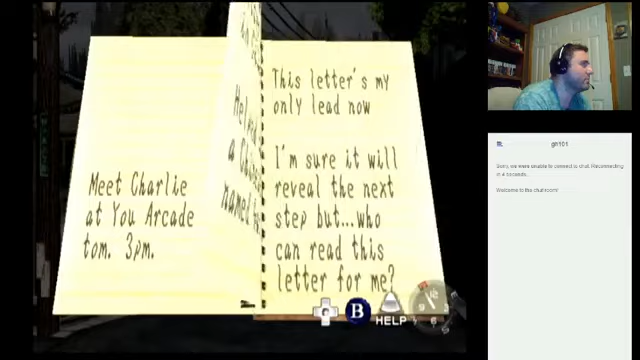 Meet Charlie
at You Arcade
tom. 3pm.
This letter's my
only lead now
I'm sure it will
reveal the next
step but...who
can read this
letter for me?
B
HELP
gh101
Sorry, we were unable to connect to chat. Reconnecting
in 4 seconds.
Welcome to the chat room!